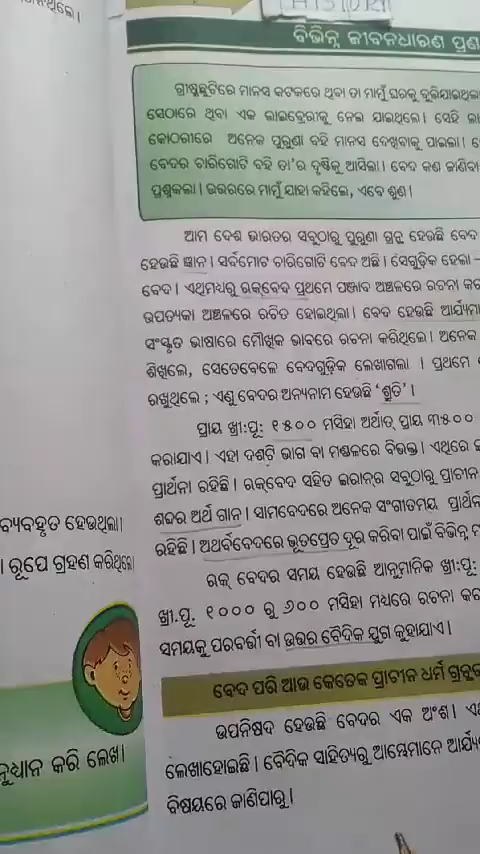 ନଥିଲେ।
HISTORY
ବିଭିନ୍ନ ଜୀବନଧାରଣ ପ୍ରଣ
ଗ୍ରୀଷ୍ମଛୁଟିରେ ମାନସ କଟକରେ ଥିବା ତା ମାମୁଁ ଘରକୁ ବୁଲିଯାଇଥିଲା
ସେଠାରେ ଥିବା ଏକ ଲାଇବ୍ରେରୀକୁ ନେଇ ଯାଇଥିଲେ। ସେହି ଲା
କୋଠରୀରେ ଅନେକ ପୁରୁଣା ବହି ମାନସ ଦେଖିବାକୁ ପାଇଲା।
ବେଦର ଚାରିଗୋଟି ବହି ତା'ର ଦୃଷ୍ଟିକୁ ଆସିଲା। ବେଦ କଣ ଜାଣିବା
ପ୍ରଶ୍ନକଲା। ଉତ୍ତରରେ ମାମୁଁ ଯାହା କହିଲେ, ଏବେ ଶୁଣ।
ଆମ ଦେଶ ଭାରତର ସବୁଠାରୁ ପୁରୁଣା ଗ୍ରନ୍ଥ ହେଉଛି ବେଦ
ହେଉଛି ଜ୍ଞାନ। ସର୍ବମୋଟ ଚାରିଗୋଟି ବେଦ ଅଛି। ସେଗୁଡ଼ିକ ହେଲା –
ବେଦ। ଏଥିମଧ୍ୟରୁ ଋକ୍‌ବେଦ ପ୍ରଥମେ ପଞ୍ଜାବ ଅଞ୍ଚଳରେ ରଚନା କର
ଉପତ୍ୟକା ଅଞ୍ଚଳରେ ରଚିତ ହୋଇଥିଲା। ବେଦ ହେଉଛି ଆର୍ଯ୍ୟମା
ସଂସ୍କୃତ ଭାଷାରେ ମୌଖିକ ଭାବରେ ରଚନା କରିଥିଲେ। ଅନେକ
ଶିଖିଲେ, ସେତେବେଳେ ବେଦଗୁଡ଼ିକ ଲେଖାଗଲା । ପ୍ରଥମେ
ରଖୁଥିଲେ ; ଏଣୁ ବେଦର ଅନ୍ୟନାମ ହେଉଛି 'ଶ୍ରୁତି'।
ପ୍ରାୟ ଖ୍ରୀ:ପୂ: ୧୫୦୦ ମସିହା ଅର୍ଥାତ୍ ପ୍ରାୟ ୩୫୦୦
କରାଯାଏ। ଏହା ଦଶଟି ଭାଗ ବା ମଣ୍ଡଳରେ ବିଭକ୍ତ। ଏଥିରେ
ପ୍ରାର୍ଥନା ରହିଛି। ଋକ୍‌ବେଦ ସହିତ ଇରାନ୍‌ର ସବୁଠାରୁ ପ୍ରାଚୀନ
ଶବ୍ଦର ଅର୍ଥ ଗାନ। ସାମବେଦରେ ଅନେକ ସଂଗୀତମୟ ପ୍ରାର୍ଥନ
ରହିଛି। ଅଥର୍ବବେଦରେ ଭୂତପ୍ରେତ ଦୂର କରିବା ପାଇଁ ବିଭିନ୍ନ
ଋକ୍ ବେଦର ସମୟ ହେଉଛି ଆନୁମାନିକ ଖ୍ରୀ:ପୂ:
ଖ୍ରୀ.ପୂ. ୧୦୦୦ ରୁ ୬୦୦ ମସିହା ମଧ୍ୟରେ ରଚନା କର
ସମୟକୁ ପରବର୍ତ୍ତୀ ବା ଉତ୍ତର ବୈଦିକ ଯୁଗ କୁହାଯାଏ।
ବେଦ ପରି ଆଉ କେତେକ ପ୍ରାଚୀନ ଧର୍ମ ଗ୍ରନ୍ଥର
ଉପନିଷଦ ହେଉଛି ବେଦର ଏକ ଅଂଶ।
ଲେଖାହୋଇଛି। ବୈଦିକ ସାହିତ୍ୟରୁ ଆମ୍ଭେମାନେ ଆର୍ଯ୍ୟ
ବିଷୟରେ ଜାଣିପାରୁ।
ବ୍ୟବହୃତ ହେଉଥିଲା।
। ରୂପେ ଗ୍ରହଣ କରିଥିଲେ
ନୁଧ୍ୟାନ କରି ଲେଖ।